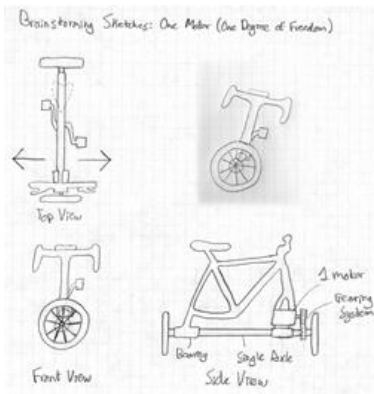 Brainstorming Sketches: One Motor (One Degree of Freedom)
Top View
Front View
1 motor
Gearing
System
Bearing
Single Axle
Side View